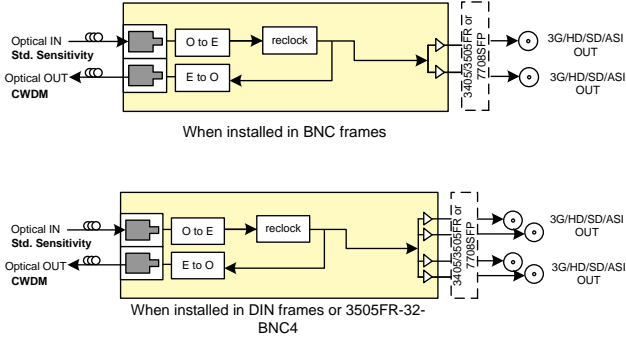 Optical IN
Std. Sensitivity
O to E
reclock
3G/HD/SD/ASI
OUT
Optical OUT
CWDM
E to O
3G/HD/SD/ASI
OUT
3405/3505FR or
7708SFP
When installed in BNC frames
Optical IN
Std. Sensitivity
O to E
reclock
3G/HD/SD/ASI
OUT
Optical OUT
CWDM
E to O
3G/HD/SD/ASI
OUT
3405/3505FR or
7708SFP
When installed in DIN frames or 3505FR-32-
BNC4